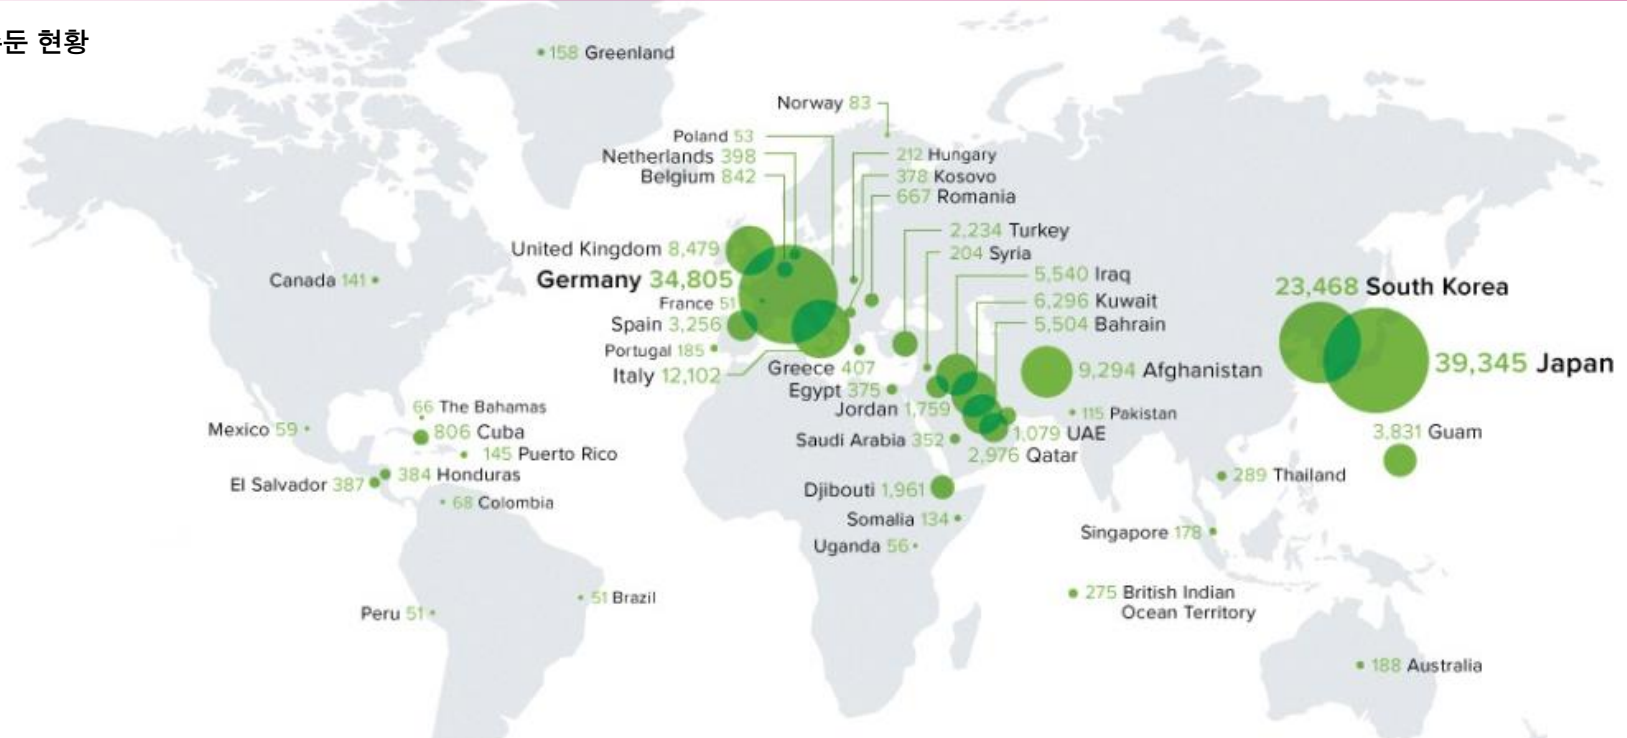 둔 현황
158 Greenland
Norway 83
Poland 53
Netherlands 398
Belgium 842
212 Hungary
378 Kosovo
667 Romania
2,234 Turkey
204 Syria
5,540 Iraq
6,296 Kuwait
5,504 Bahrain
United Kingdom 8,479
Germany 34,805
France 51
Spain 3,256
Portugal 185
Italy 12,102
Greece 407
Egypt 375
Jordan 1,759
Saudi Arabia 352
9,294 Afghanistan
115 Pakistan
1,079 UAE
2,976 Qatar
Djibouti 1,961
Somalia 134
Uganda 56
23,468 South Korea
39,345 Japan
3,831 Guam
289 Thailand
Singapore 178
275 British Indian
Ocean Territory
188 Australia
Canada 141
Mexico 59
66 The Bahamas
806 Cuba
145 Puerto Rico
384 Honduras
El Salvador 387
68 Colombia
51 Brazil
Peru 51